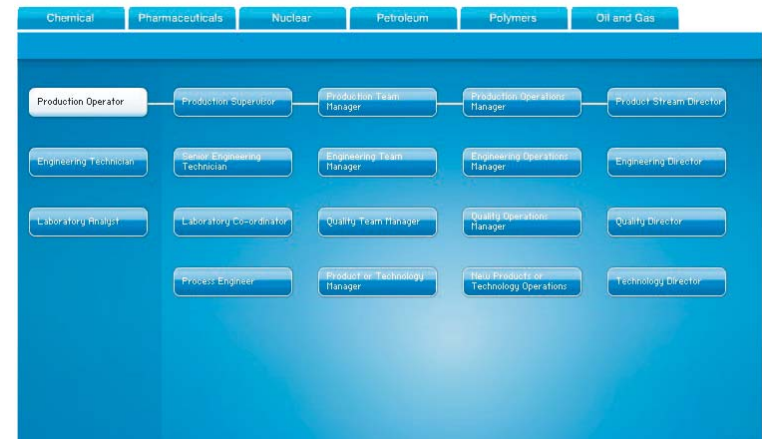 Chemical
Pharmaceuticals
Nuclear
Petroleum
Polymers
Oil and Gas
Production Operator
Production Supervisor
Production Team
Manager
Production Operations
Manager
Product Stream Director
Engineering Technician
Senior Engineering
Technician
Engineering Team
Manager
Engineering Operations
Manager
Engineering Director
Laboratory Analyst
Laboratory Co-ordinator
Quality Team Manager
Quality Operations
Manager
Quality Director
Process Engineer
Product or Technology
Manager
New Products or
Technology Operations
Technology Director